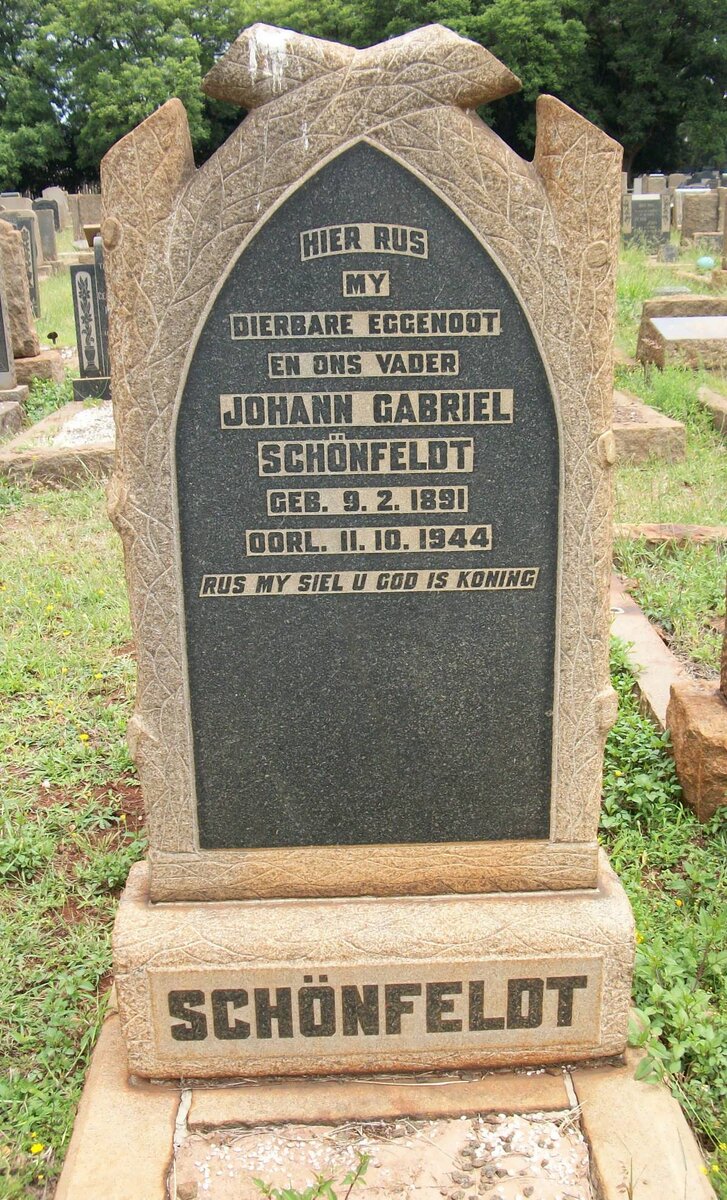 HIER RUS
MY
DIERBARE EGGENOOT
EN ONS VADER
JOHANN GABRIEL
SCHÖNFELDT
GEB. 9. 2. 1891
OORL. 11. 10. 1944
RUS MY SIEL U GOD IS KONING
SCHÖNFELDT